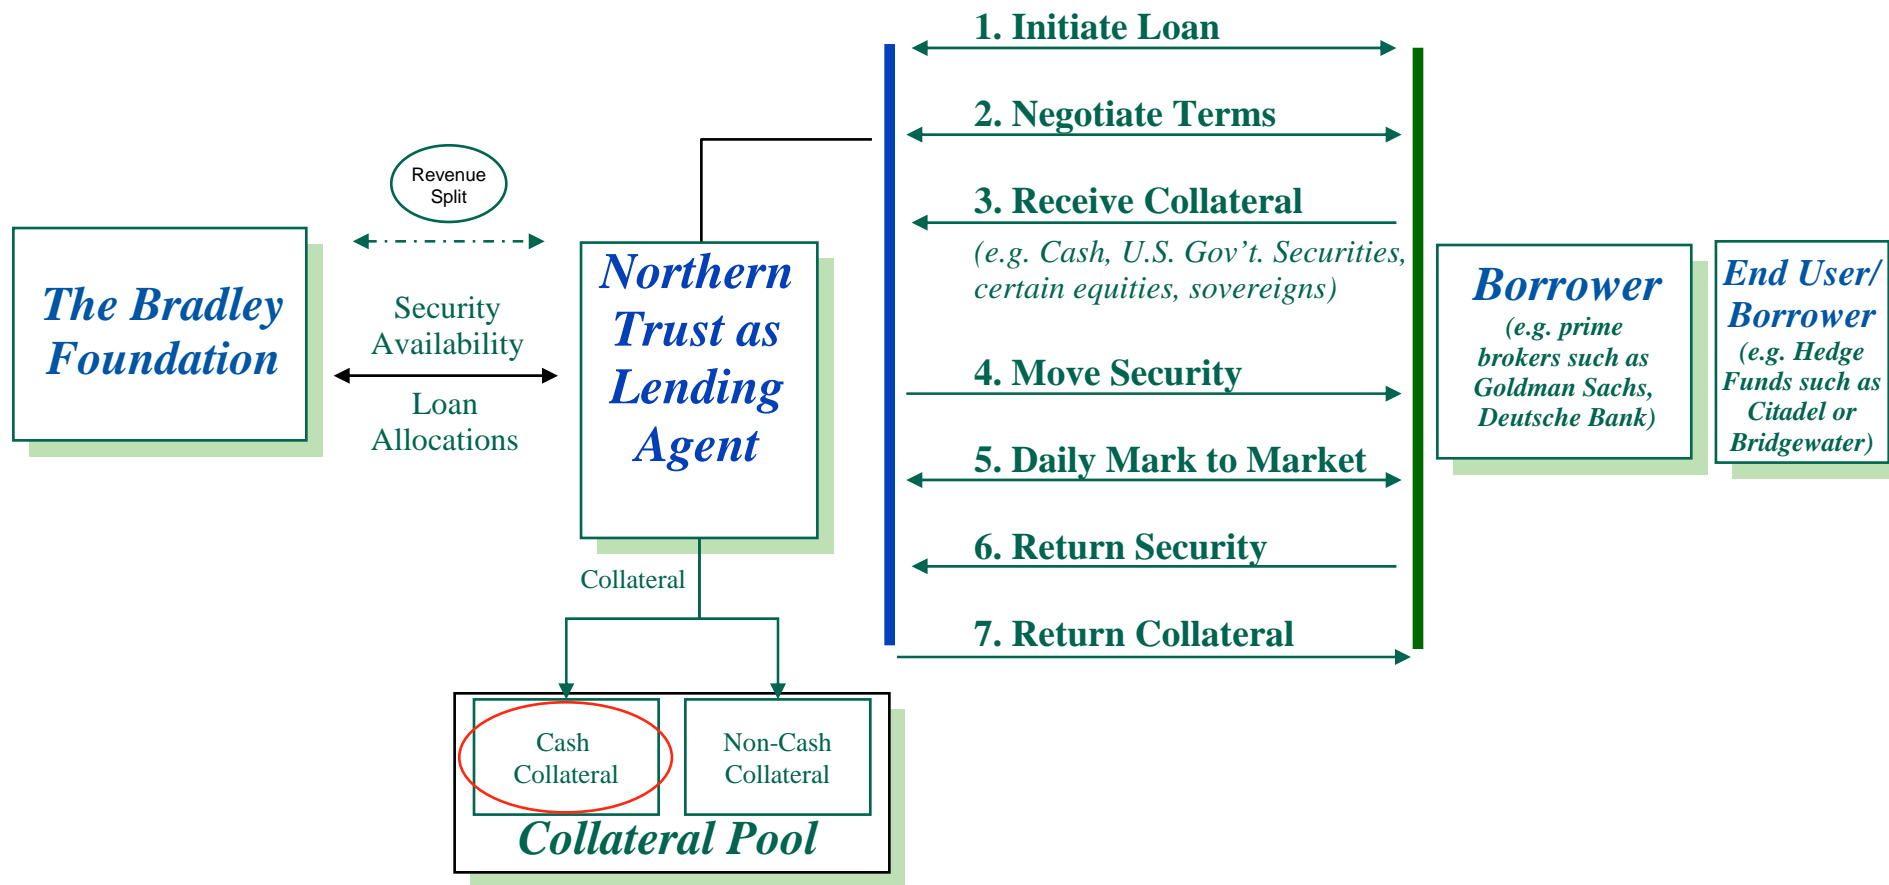 1. Initiate Loan
2. Negotiate Terms
3. Receive Collateral
(e.g. Cash, U.S. Gov’t. Securities,
certain equities, sovereigns)
4. Move Security
5. Daily Mark to Market
6. Return Security
7. Return Collateral
Revenue
Split
The Bradley
Foundation
Security
Availability
Loan
Allocations
Northern
Trust as
Lending
Agent
Borrower
(e.g. prime
brokers such as
Goldman Sachs,
Deutsche Bank)
End User/
Borrower
(e.g. Hedge
Funds such as
Citadel or
Bridgewater)
Collateral
Cash
Collateral
Non-Cash
Collateral
Collateral Pool